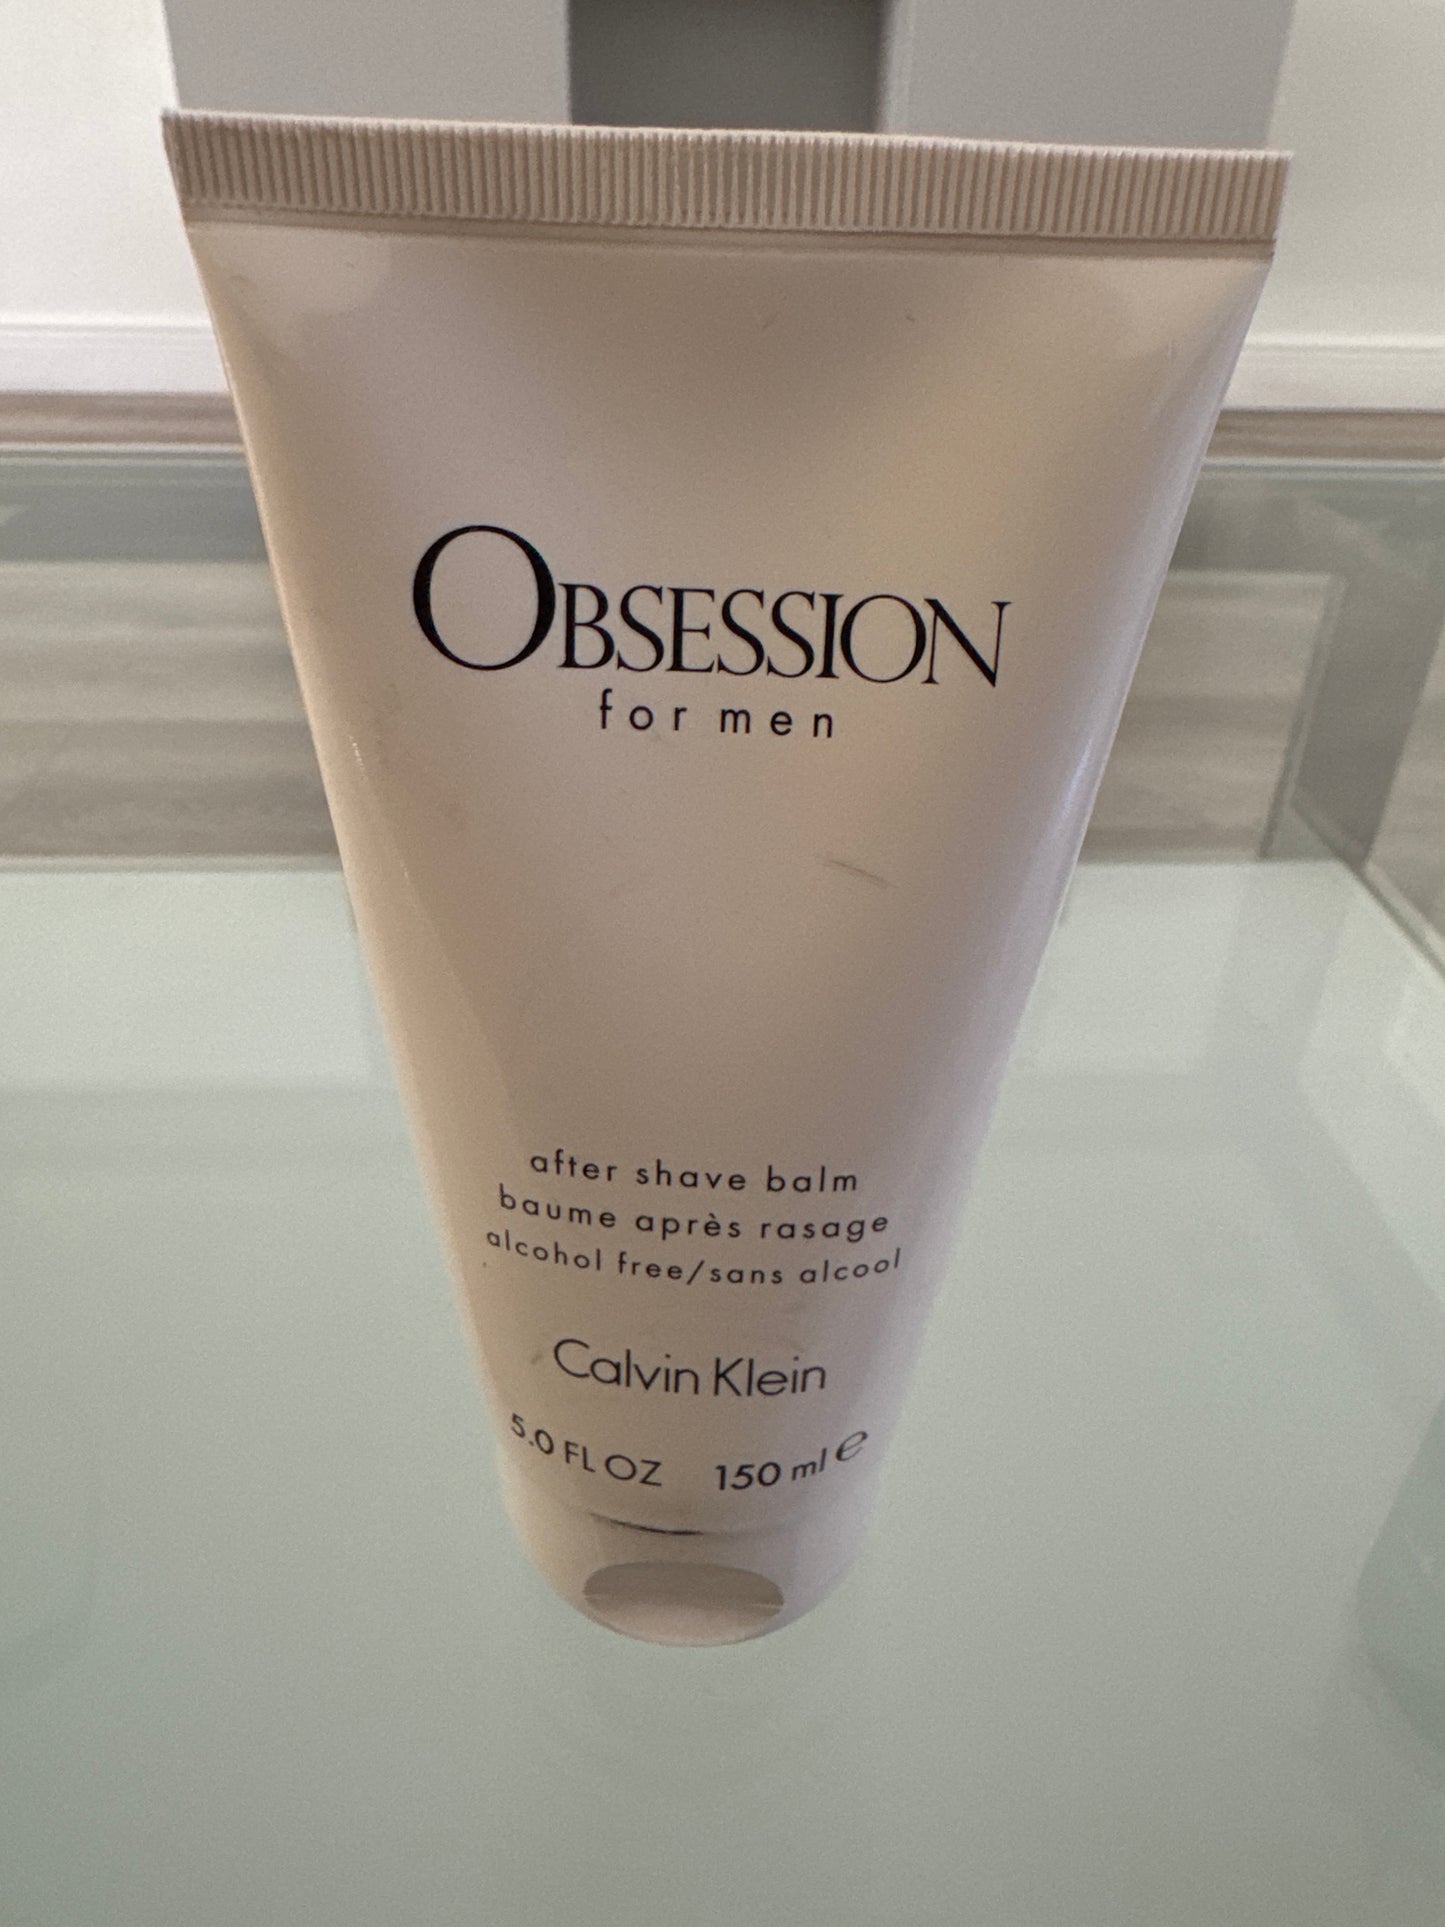 OBSESSION
for men
after shave balm
baume après rasage
alcohol free/sans alcool
Calvin Klein
5.0 FL OZ 150 ml ℮